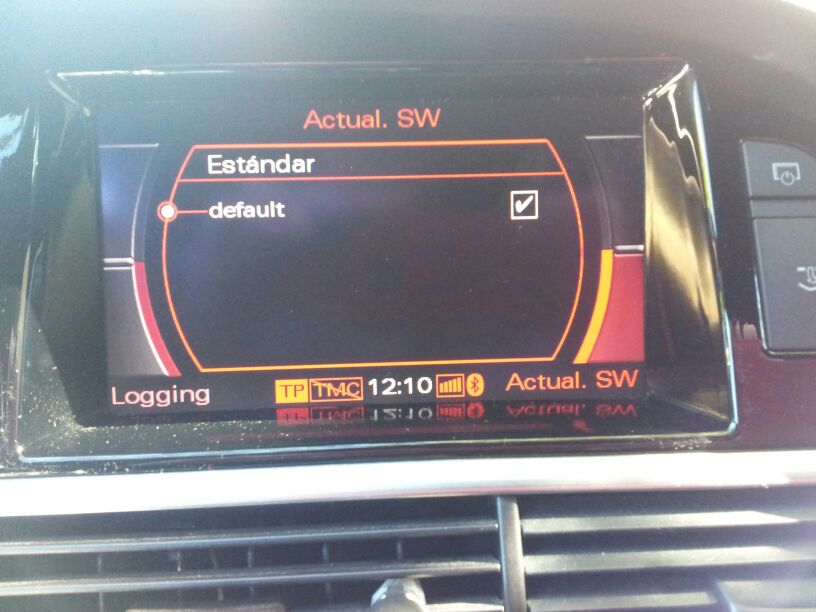 Actual. SW
Estándar
default
Logging TP TMC 12:10 Actual. SW